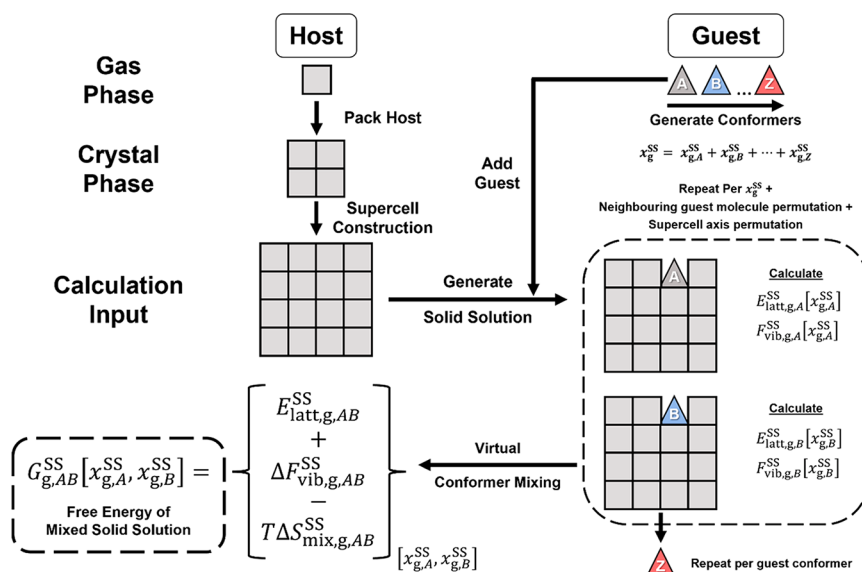 Host
Guest
Gas
Phase
A B ... Z
Generate Conformers
Pack Host
Crystal
Phase
Add
Guest
x_g^SS = x_g,A^SS + x_g,B^SS + ⋯ + x_g,Z^SS
Repeat Per x_g^SS +
Neighbouring guest molecule permutation +
Supercell axis permutation
Supercell
Construction
Calculation
Input
Generate
Solid Solution
A
Calculate
E_latt,g,A^SS[x_g,A^SS]
F_vib,g,A^SS[x_g,A^SS]
B
Calculate
E_latt,g,B^SS[x_g,B^SS]
F_vib,g,B^SS[x_g,B^SS]
Virtual
Conformer Mixing
G_g,AB^SS[x_g,A^SS, x_g,B^SS] =
Free Energy of
Mixed Solid Solution
E_latt,g,AB^SS
+
ΔF_vib,g,AB^SS
−
TΔS_mix,g,AB^SS
[x_g,A^SS, x_g,B^SS]
Z
Repeat per guest conformer